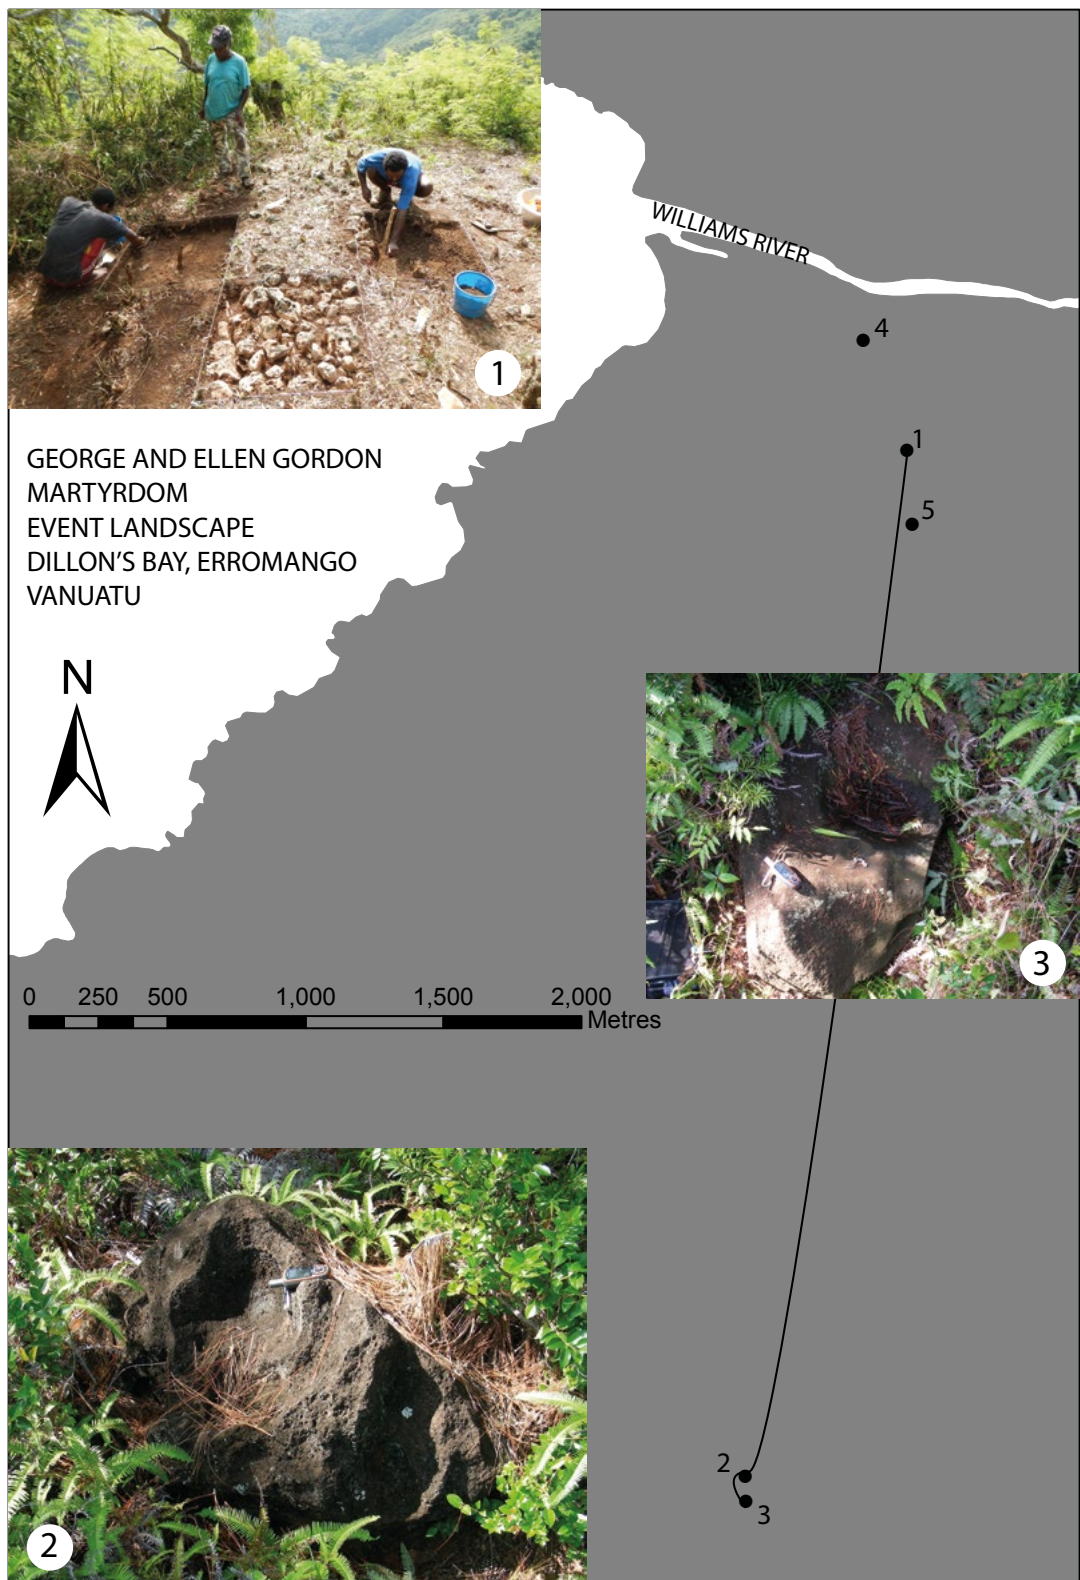 WILLIAMS RIVER
4
1
1
5
GEORGE AND ELLEN GORDON
MARTYRDOM
EVENT LANDSCAPE
DILLON'S BAY, ERROMANGO
VANUATU
N
3
0 250 500 1,000 1,500 2,000
Metres
2
3
2